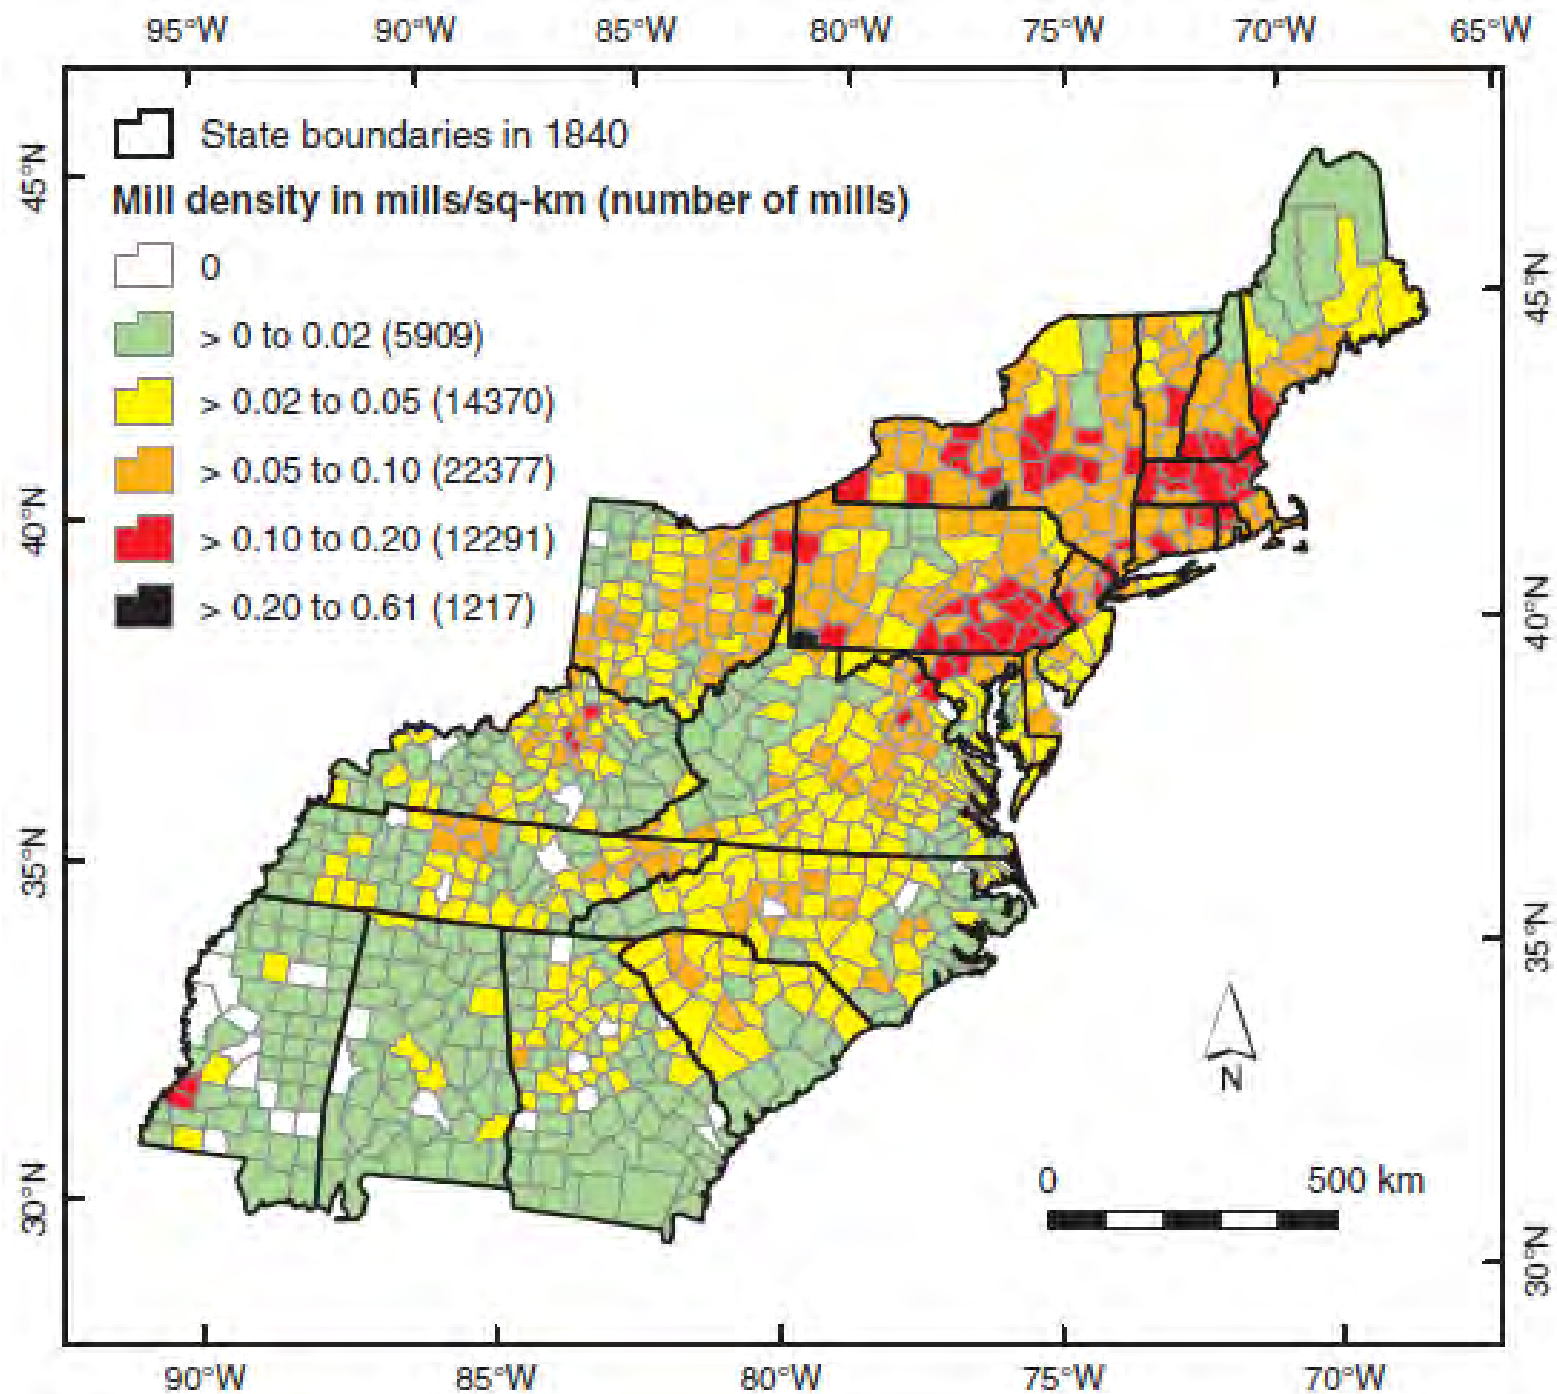 95°W 90°W 85°W 80°W 75°W 70°W 65°W
State boundaries in 1840
Mill density in mills/sq-km (number of mills)
0
> 0 to 0.02 (5909)
> 0.02 to 0.05 (14370)
> 0.05 to 0.10 (22377)
> 0.10 to 0.20 (12291)
> 0.20 to 0.61 (1217)
45°N
40°N
35°N
30°N
45°N
40°N
35°N
30°N
N
0 500 km
90°W 85°W 80°W 75°W 70°W